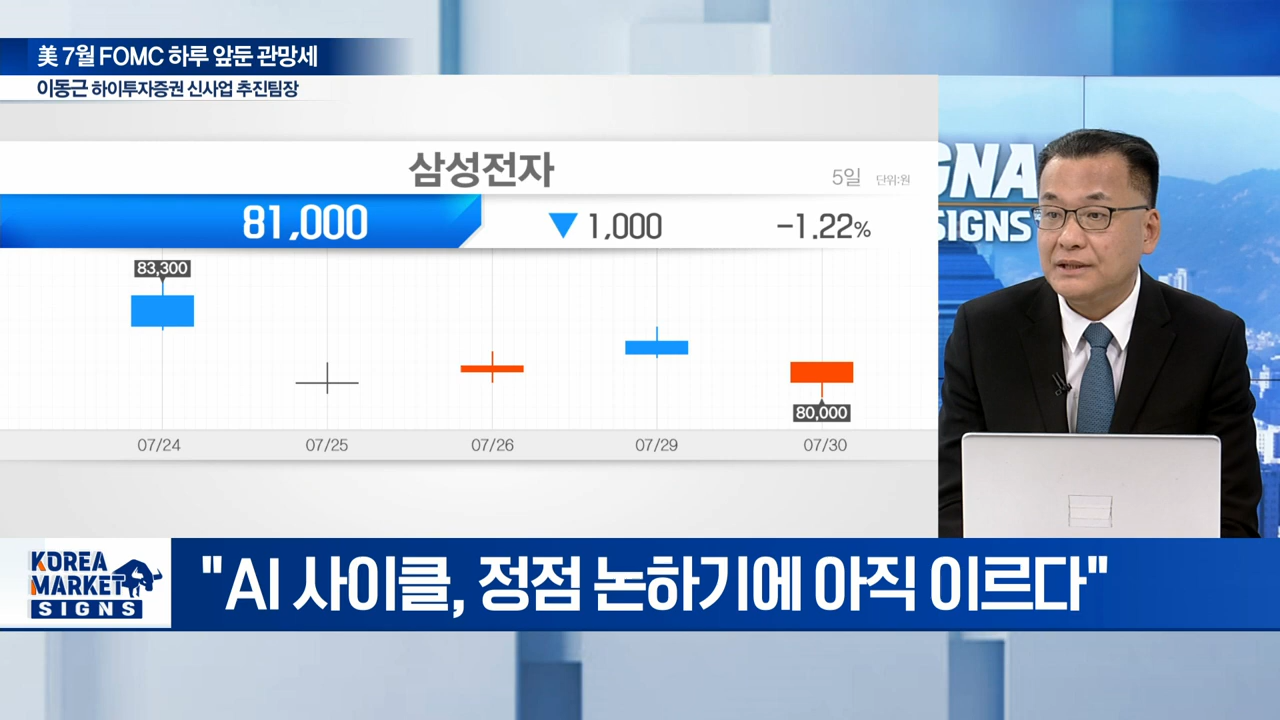 美 7월 FOMC 하루 앞둔 관망세
이동근 하이투자증권 신사업 추진팀장
삼성전자
5일 단위:원
81,000 ▼ 1,000 -1.22%
83,300
80,000
07/24 07/25 07/26 07/29 07/30
GNA
SIGNS
KOREA
MARKET
SIGNS
"AI 사이클, 정점 논하기에 아직 이르다"